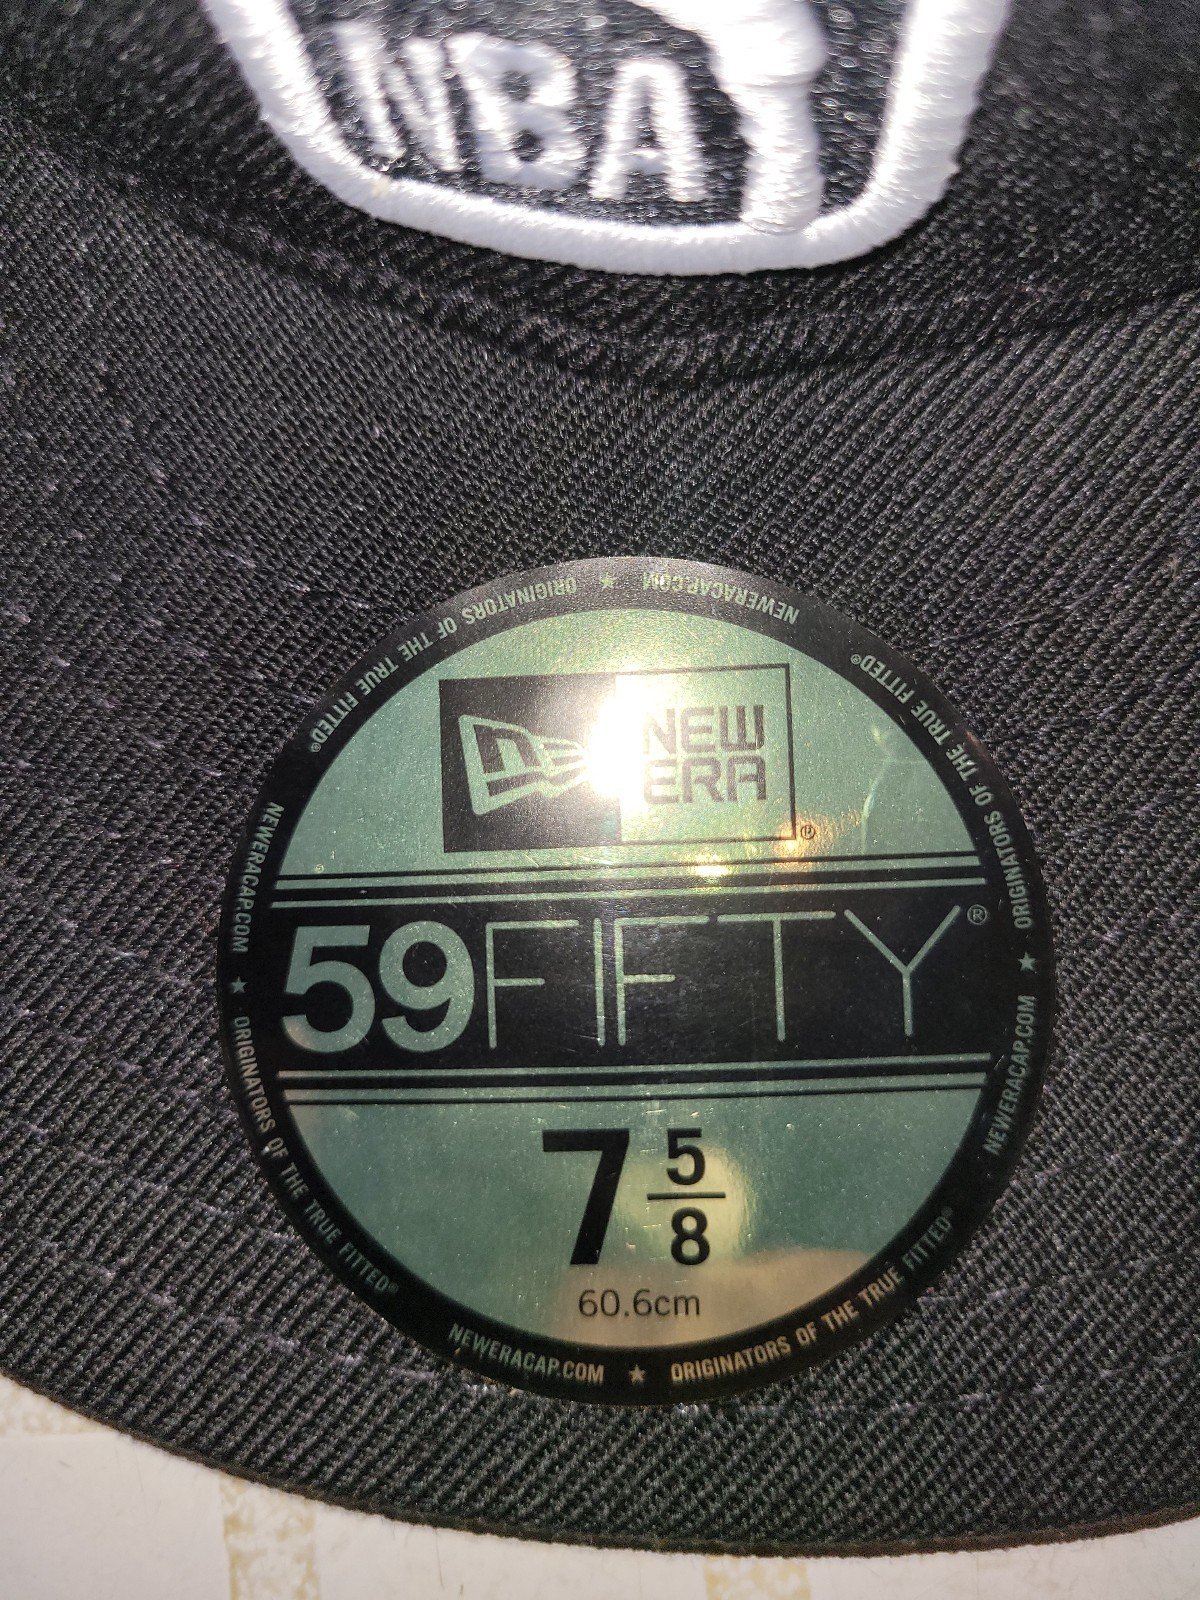 NBA
NEWERACAP.COM ★ ORIGINATORS OF THE TRUE FITTED®
NEWERACAP.COM ★ ORIGINATORS OF THE TRUE FITTED®
NEWERACAP.COM ★ ORIGINATORS OF THE TRUE FITTED®
NEWERACAP.COM ★ ORIGINATORS OF THE TRUE FITTED®
NEW
ERA®
59FIFTY®
7 5/8
60.6cm